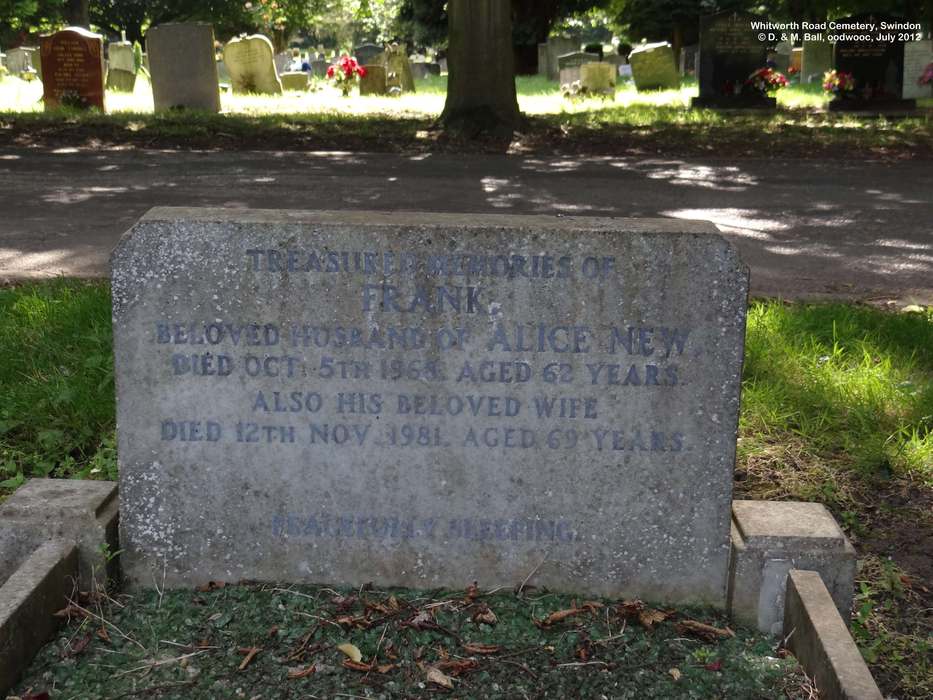 Whitworth Road Cemetery, Swindon
© D. & M. Ball, oodwooc, July 2012
TREASURED MEMORIES OF
FRANK,
BELOVED HUSBAND OF ALICE NEW,
DIED OCT. 5TH 1968. AGED 62 YEARS.
ALSO HIS BELOVED WIFE
DIED 12TH NOV. 1981. AGED 69 YEARS.
PEACEFULLY SLEEPING.